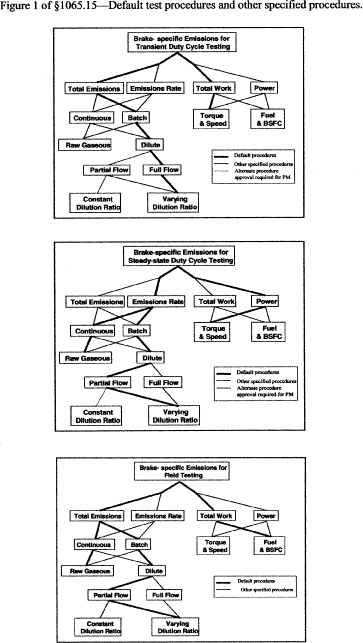 Figure 1 of §1065.15—Default test procedures and other specified procedures.
Brake- specific Emissions for
Transient Duty Cycle Testing
Total Emissions
Emissions Rate
Total Work
Power
Continuous
Batch
Torque
& Speed
Fuel
& BSFC
Raw Gaseous
Dilute
Partial Flow
Full Flow
Constant
Dilution Ratio
Varying
Dilution Ratio
Default procedures
Other specified procedures
Alternate procedure
approval required for PM
Brake-specific Emissions for
Steady-state Duty Cycle Testing
Total Emissions
Emissions Rate
Total Work
Power
Continuous
Batch
Torque
& Speed
Fuel
& BSFC
Raw Gaseous
Dilute
Partial Flow
Full Flow
Constant
Dilution Ratio
Varying
Dilution Ratio
Default procedures
Other specified procedures
Alternate procedure
approval required for PM
Brake- specific Emissions for
Field Testing
Total Emissions
Emissions Rate
Total Work
Power
Continuous
Batch
Torque
& Speed
Fuel
& BSFC
Raw Gaseous
Dilute
Partial Flow
Full Flow
Constant
Dilution Ratio
Varying
Dilution Ratio
Default procedures
Other specified procedures